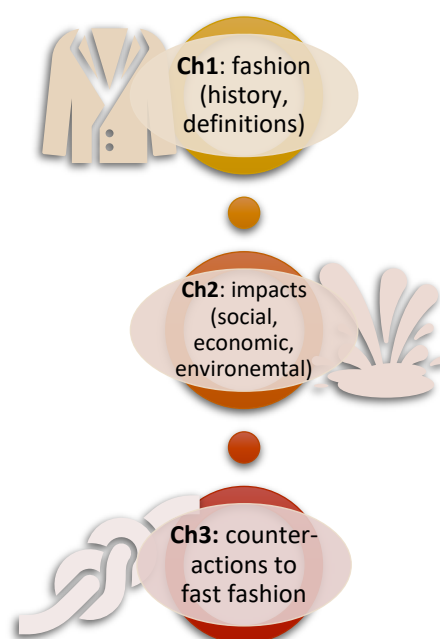 Ch1: fashion
(history,
definitions)
Ch2: impacts
(social,
economic,
environemtal)
Ch3: counter-
actions to
fast fashion